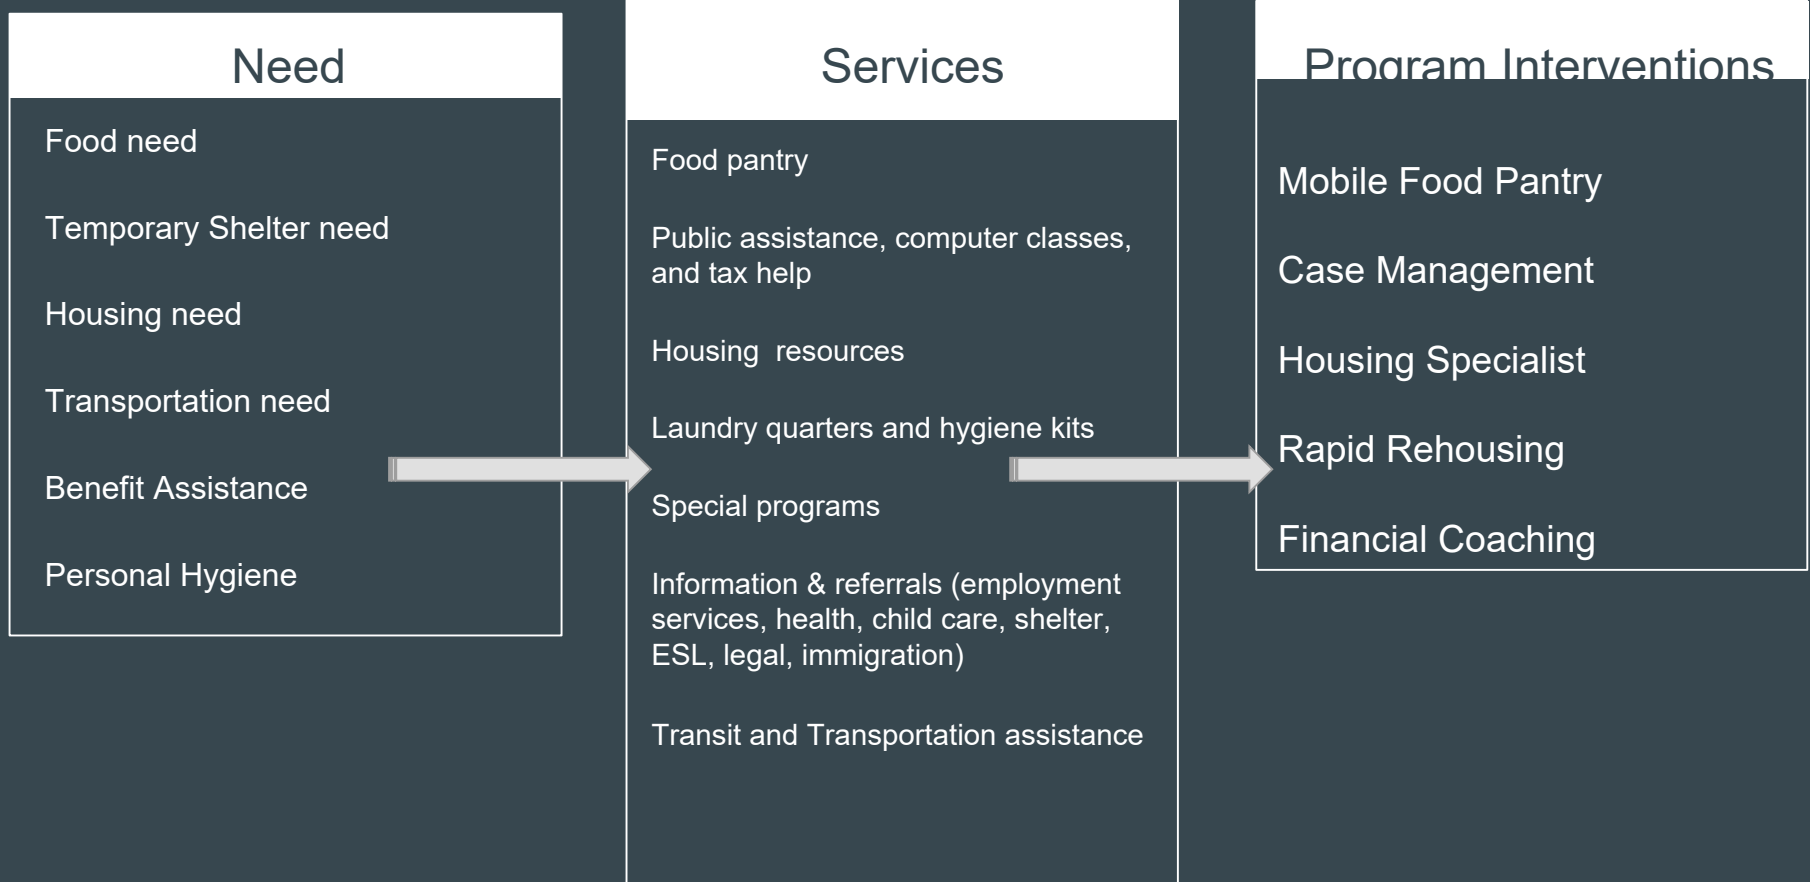 Need
Food need
Temporary Shelter need
Housing need
Transportation need
Benefit Assistance
Personal Hygiene
Services
Food pantry
Public assistance, computer classes,
and tax help
Housing  resources
Laundry quarters and hygiene kits
Special programs
Information & referrals (employment
services, health, child care, shelter,
ESL, legal, immigration)
Transit and Transportation assistance
Program Interventions
Mobile Food Pantry
Case Management
Housing Specialist
Rapid Rehousing
Financial Coaching